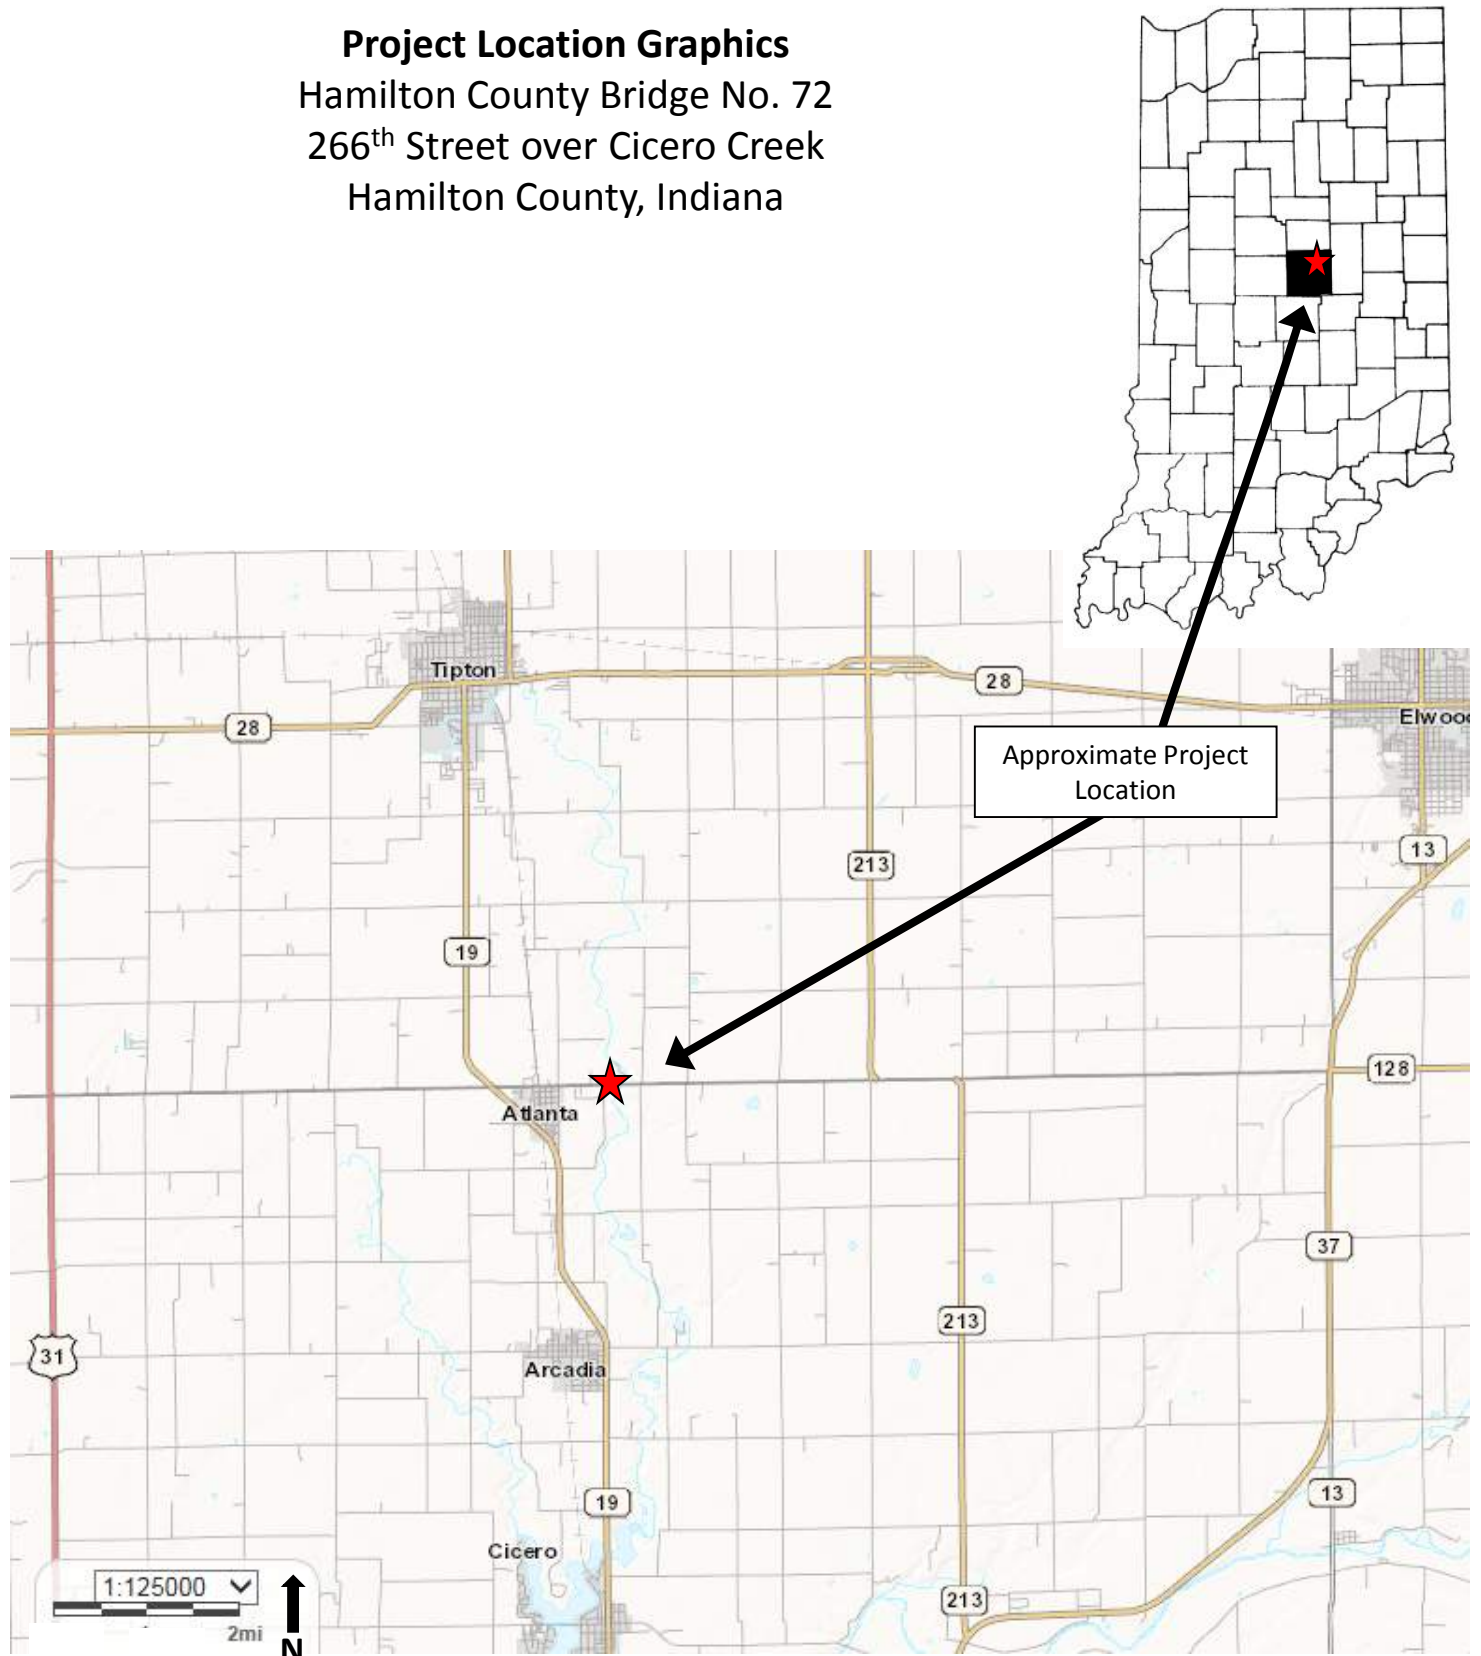 Project Location Graphics
Hamilton County Bridge No. 72
266th Street over Cicero Creek
Hamilton County, Indiana
Tipton
28
28
Elwood
Approximate Project
Location
13
213
19
128
Atlanta
37
213
31
Arcadia
19
13
Cicero
1:125000
213
2mi
N